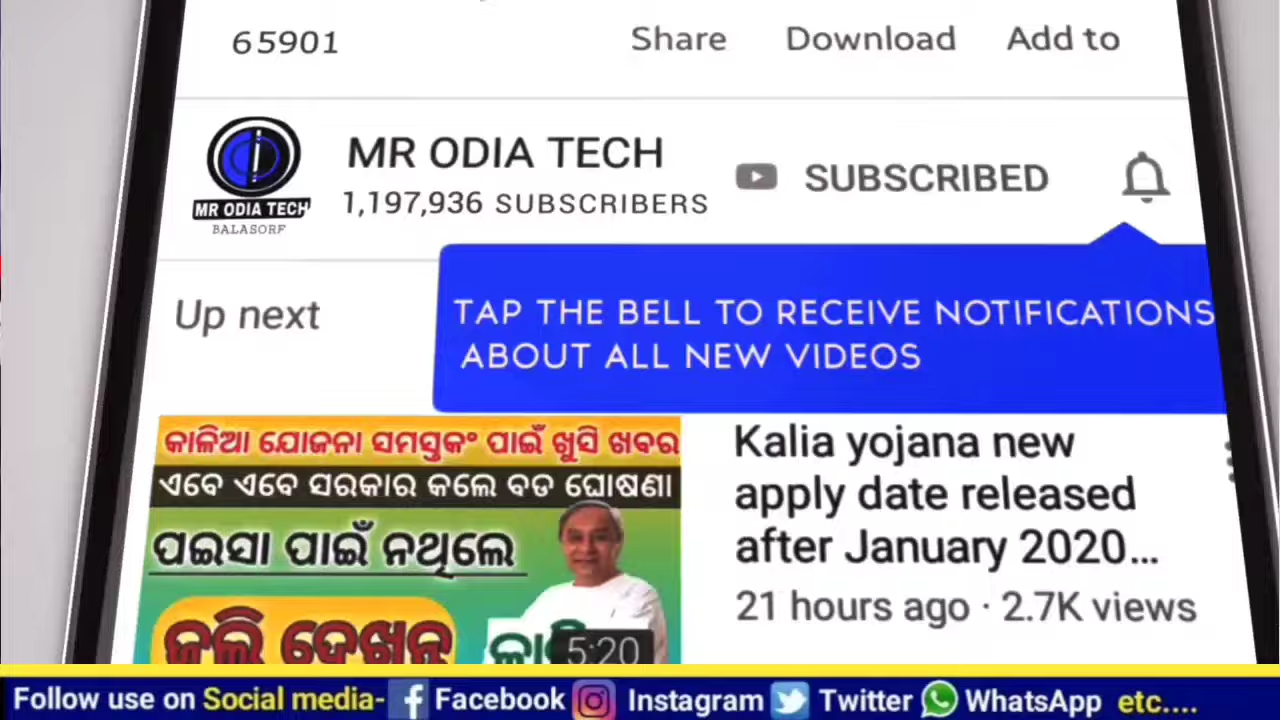 65901
Share Download Add to
MR ODIA TECH
1,197,936 SUBSCRIBERS
SUBSCRIBED
MR ODIA TECH
BALASORF
Up next
TAP THE BELL TO RECEIVE NOTIFICATIONS
ABOUT ALL NEW VIDEOS
କାଳିଆ ଯୋଜନା ସମସ୍ତଙ୍କ ପାଇଁ ଖୁସି ଖବର
ଏବେ ଏବେ ସରକାର କଲେ ବଡ ଘୋଷଣା
ପଇସା ପାଇଁ ନଥିଲେ
ଜଲି ଦେଖନ୍ତୁ
5:20
Kalia yojana new
apply date released
after January 2020...
21 hours ago · 2.7K views
Follow use on Social media- Facebook Instagram Twitter WhatsApp etc....